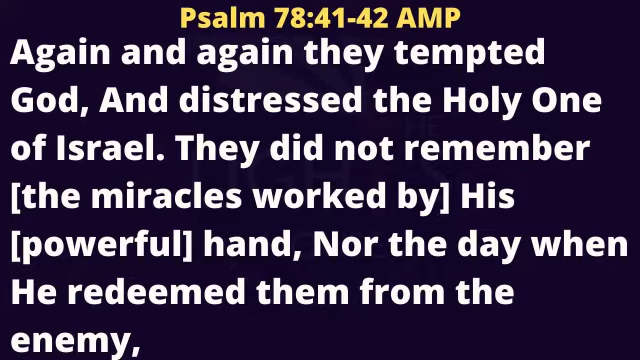 Psalm 78:41-42 AMP
Again and again they tempted
God, And distressed the Holy One
of Israel. They did not remember
[the miracles worked by] His
[powerful] hand, Nor the day when
He redeemed them from the
enemy,